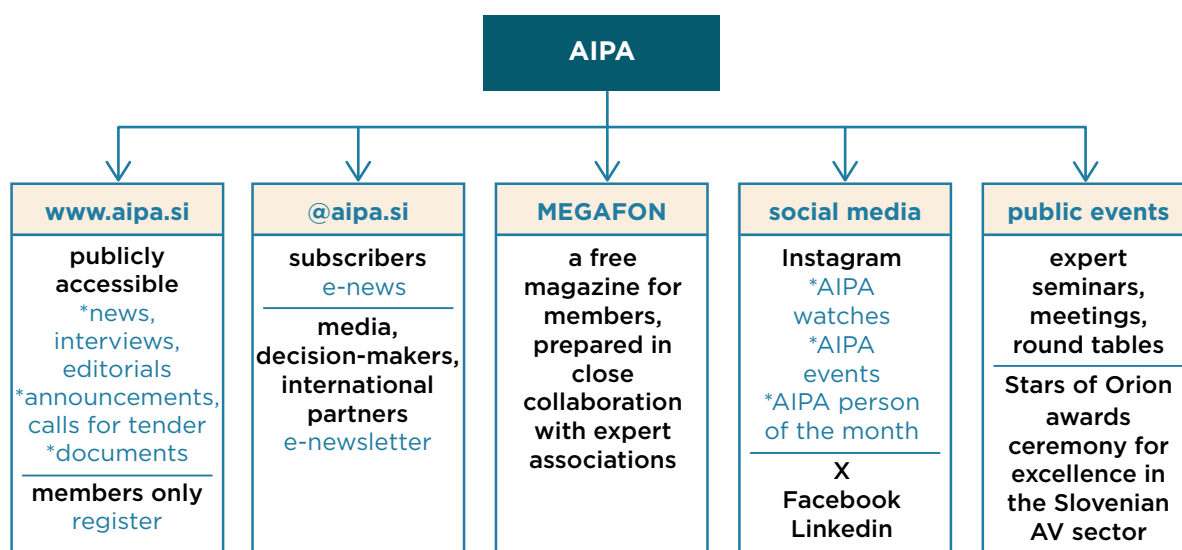 AIPA
www.aipa.si
publicly
accessible
*news,
interviews,
editorials
*announcements,
calls for tender
*documents
members only
register
@aipa.si
subscribers
e-news
media,
decision-makers,
international
partners
e-newsletter
MEGAFON
a free
magazine for
members,
prepared in
close
collaboration
with expert
associations
social media
Instagram
*AIPA
watches
*AIPA
events
*AIPA person
of the month
X
Facebook
Linkedin
public events
expert
seminars,
meetings,
round tables
Stars of Orion
awards
ceremony for
excellence in
the Slovenian
AV sector